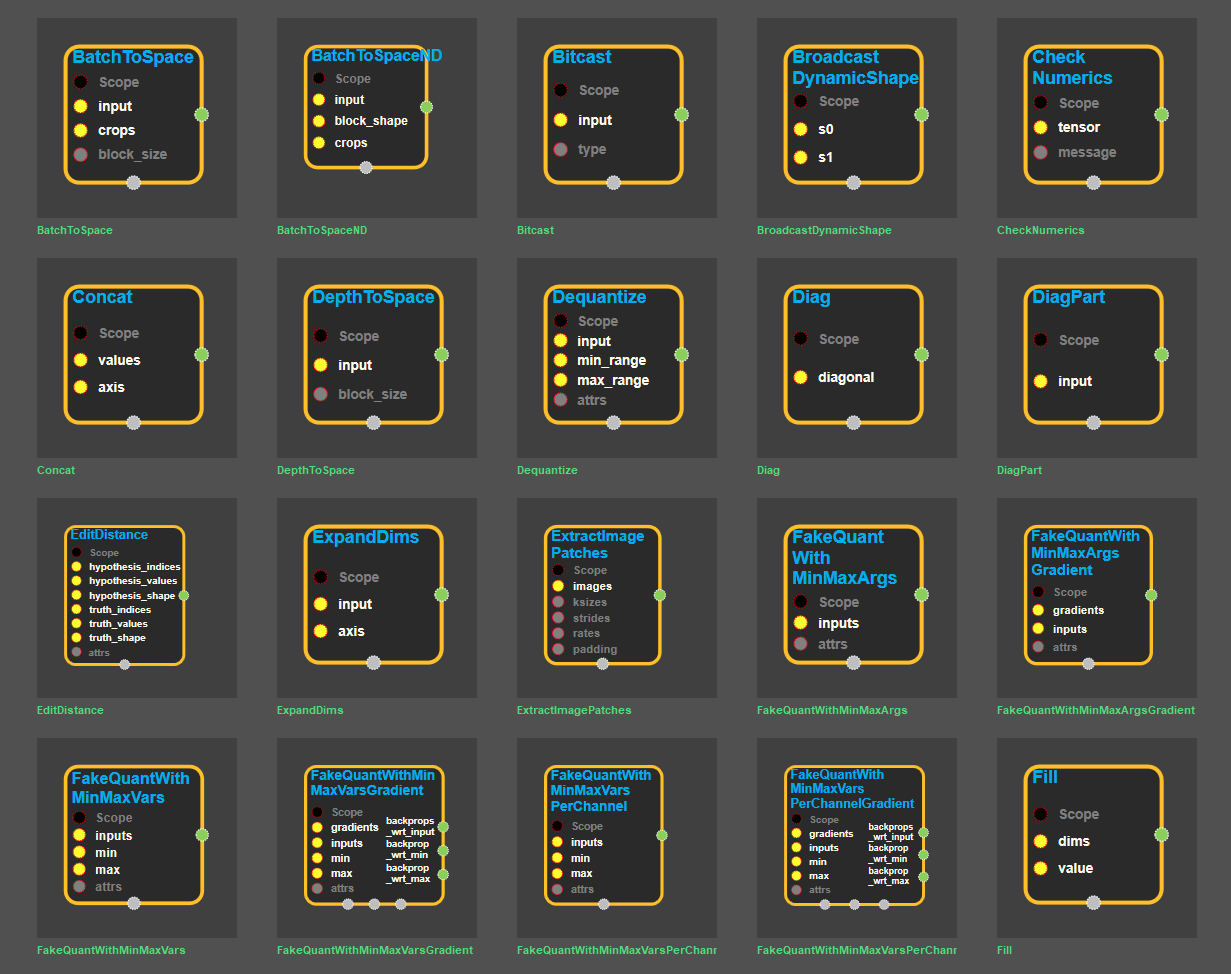 BatchToSpace
Scope
input
crops
block_size
BatchToSpace
BatchToSpaceND
Scope
input
block_shape
crops
BatchToSpaceND
Bitcast
Scope
input
type
Bitcast
Broadcast
DynamicShape
Scope
s0
s1
BroadcastDynamicShape
Check
Numerics
Scope
tensor
message
CheckNumerics
Concat
Scope
values
axis
Concat
DepthToSpace
Scope
input
block_size
DepthToSpace
Dequantize
Scope
input
min_range
max_range
attrs
Dequantize
Diag
Scope
diagonal
Diag
DiagPart
Scope
input
DiagPart
EditDistance
Scope
hypothesis_indices
hypothesis_values
hypothesis_shape
truth_indices
truth_values
truth_shape
attrs
EditDistance
ExpandDims
Scope
input
axis
ExpandDims
ExtractImage
Patches
Scope
images
ksizes
strides
rates
padding
ExtractImagePatches
FakeQuant
With
MinMaxArgs
Scope
inputs
attrs
FakeQuantWithMinMaxArgs
FakeQuantWith
MinMaxArgs
Gradient
Scope
gradients
inputs
attrs
FakeQuantWithMinMaxArgsGradient
FakeQuantWith
MinMaxVars
Scope
inputs
min
max
attrs
FakeQuantWithMinMaxVars
FakeQuantWithMin
MaxVarsGradient
Scope
gradients
inputs
min
max
attrs
backprops
_wrt_input
backprop
_wrt_min
backprop
_wrt_max
FakeQuantWithMinMaxVarsGradient
FakeQuantWith
MinMaxVars
PerChannel
Scope
inputs
min
max
attrs
FakeQuantWithMinMaxVarsPerChanr
FakeQuantWith
MinMaxVars
PerChannelGradient
Scope
gradients
inputs
min
max
attrs
backprops
_wrt_input
backprop
_wrt_min
backprop
_wrt_max
FakeQuantWithMinMaxVarsPerChanr
Fill
Scope
dims
value
Fill